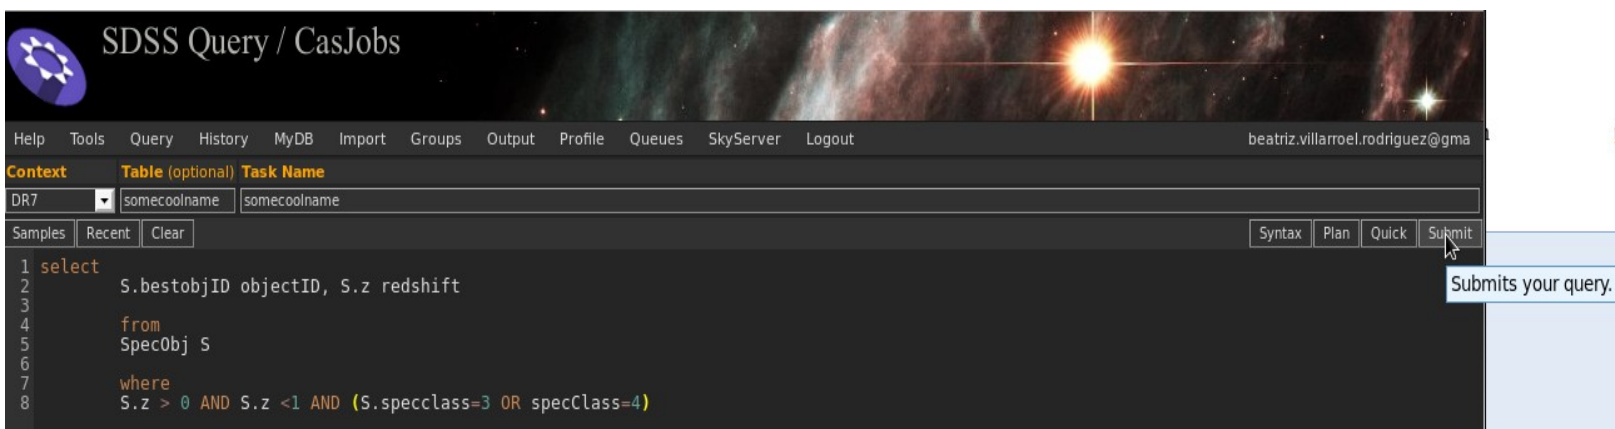 SDSS Query / CasJobs
Help Tools Query History MyDB Import Groups Output Profile Queues SkyServer Logout beatriz.villarroel.rodriguez@gma
Context Table (optional) Task Name
DR7 somecoolname somecoolname
Samples Recent Clear Syntax Plan Quick Submit
Submits your query.
1 select
2 S.bestobjID objectID, S.z redshift
3
4 from
5 SpecObj S
6
7 where
8 S.z > 0 AND S.z <1 AND (S.specclass=3 OR specClass=4)